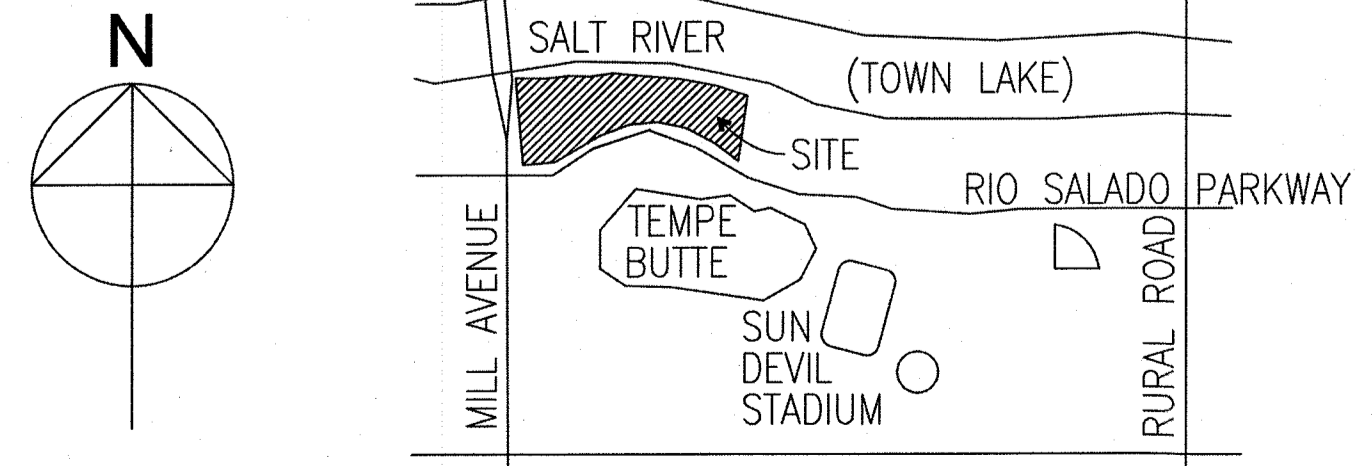 N
SALT RIVER
(TOWN LAKE)
SITE
RIO SALADO PARKWAY
TEMPE
BUTTE
MILL AVENUE
SUN
DEVIL
STADIUM
RURAL ROAD